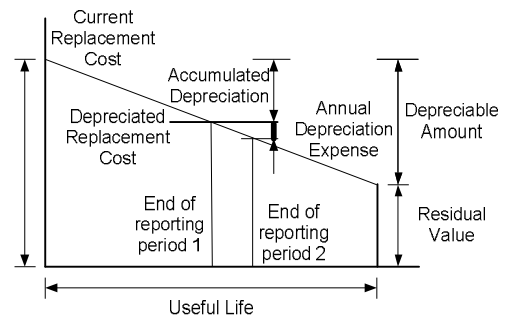 Current
Replacement
Cost
Accumulated
Depreciation
Depreciated
Replacement
Cost
Annual
Depreciation
Expense
Depreciable
Amount
End of
reporting
period 1
End of
reporting
period 2
Residual
Value
Useful Life